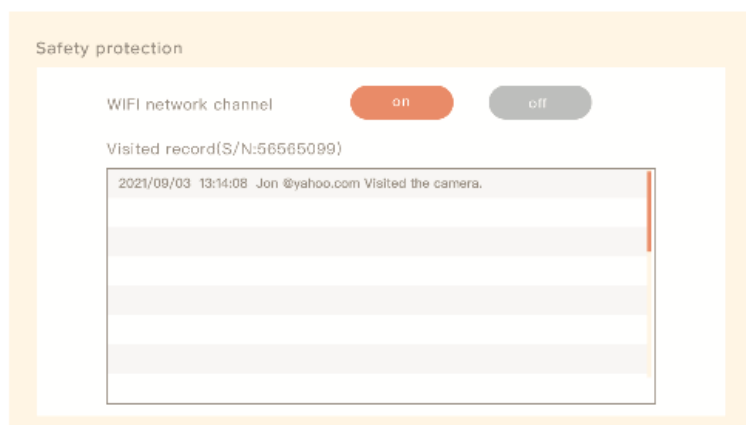 Safety protection
WIFI network channel on off
Visited record(S/N:56565099)
2021/09/03 13:14:08 Jon @yahoo.com Visited the camera.